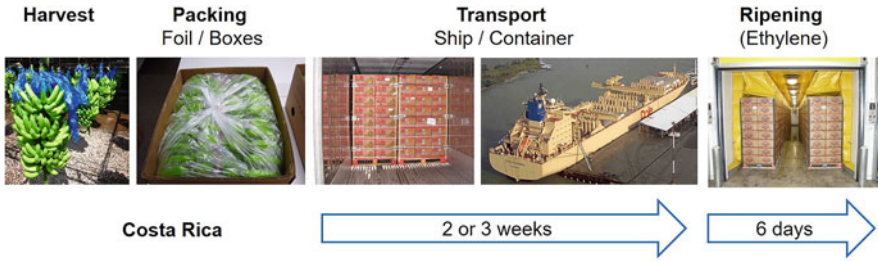 Harvest
Packing
Foil / Boxes
Transport
Ship / Container
Ripening
(Ethylene)
Costa Rica
2 or 3 weeks
6 days